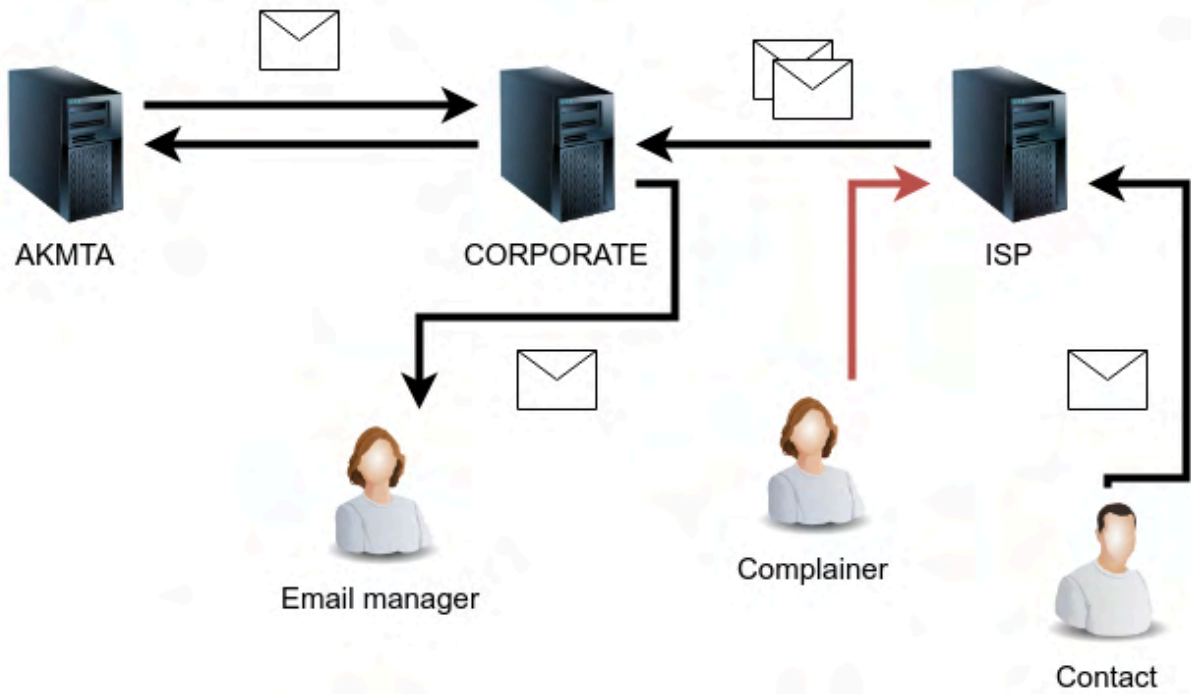 AKMTA
CORPORATE
ISP
Email manager
Complainer
Contact